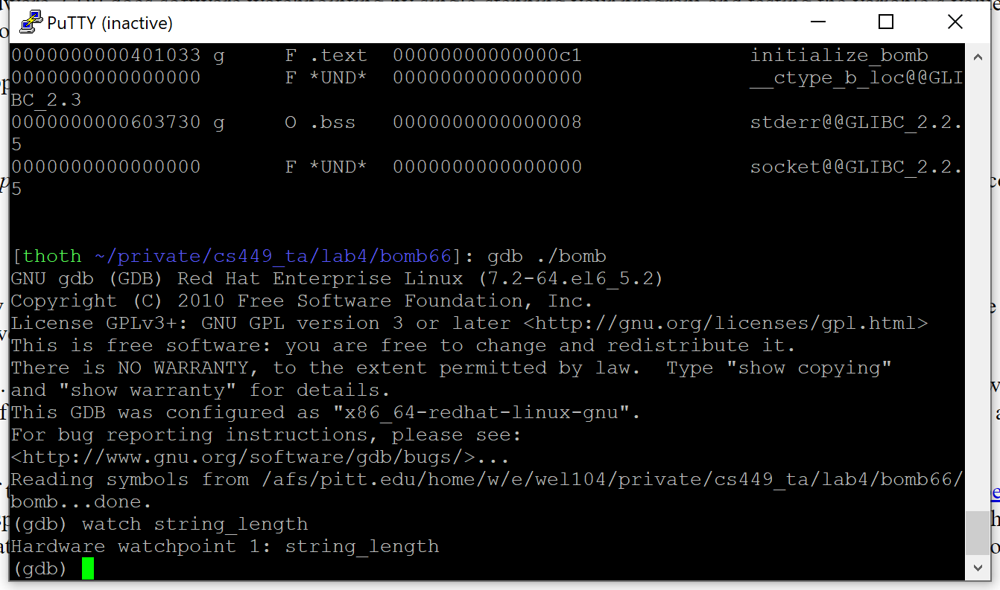 PuTTY (inactive)
0000000000401033 g F .text 00000000000000c1 initialize_bomb
0000000000000000 F *UND* 0000000000000000 __ctype_b_loc@@GLI
BC_2.3
0000000000603730 g O .bss 0000000000000008 stderr@@GLIBC_2.2.
5
0000000000000000 F *UND* 0000000000000000 socket@@GLIBC_2.2.
5
[thoth ~/private/cs449_ta/lab4/bomb66]: gdb ./bomb
GNU gdb (GDB) Red Hat Enterprise Linux (7.2-64.el6_5.2)
Copyright (C) 2010 Free Software Foundation, Inc.
License GPLv3+: GNU GPL version 3 or later <http://gnu.org/licenses/gpl.html>
This is free software: you are free to change and redistribute it.
There is NO WARRANTY, to the extent permitted by law.  Type "show copying"
and "show warranty" for details.
This GDB was configured as "x86_64-redhat-linux-gnu".
For bug reporting instructions, please see:
<http://www.gnu.org/software/gdb/bugs/>...
Reading symbols from /afs/pitt.edu/home/w/e/wel104/private/cs449_ta/lab4/bomb66/
bomb...done.
(gdb) watch string_length
Hardware watchpoint 1: string_length
(gdb)